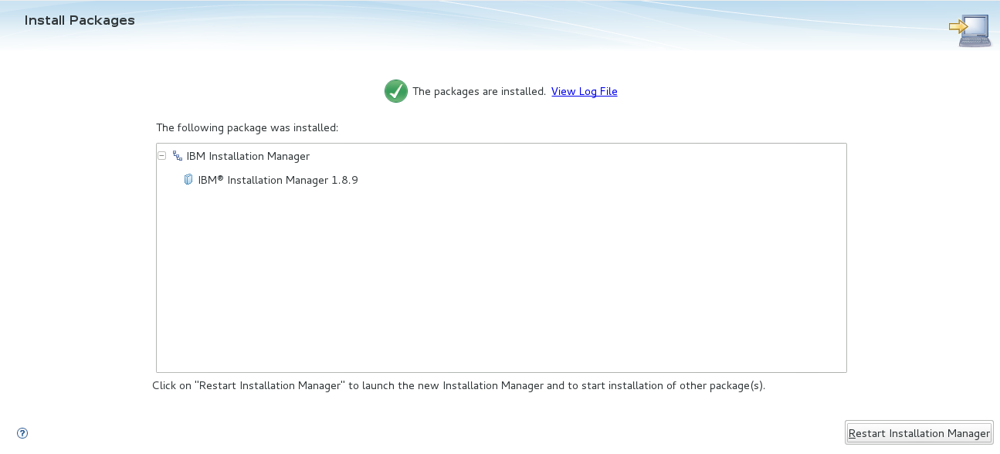 Install Packages
The packages are installed. View Log File
The following package was installed:
IBM Installation Manager
IBM® Installation Manager 1.8.9
Click on "Restart Installation Manager" to launch the new Installation Manager and to start installation of other package(s).
?
Restart Installation Manager